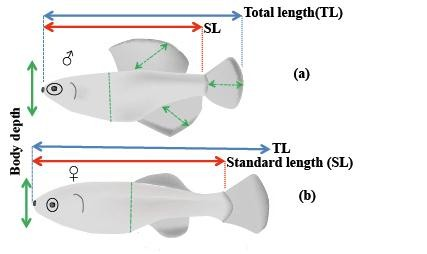 Total length(TL)
SL
♂
(a)
Body depth
TL
Standard length (SL)
♀
(b)